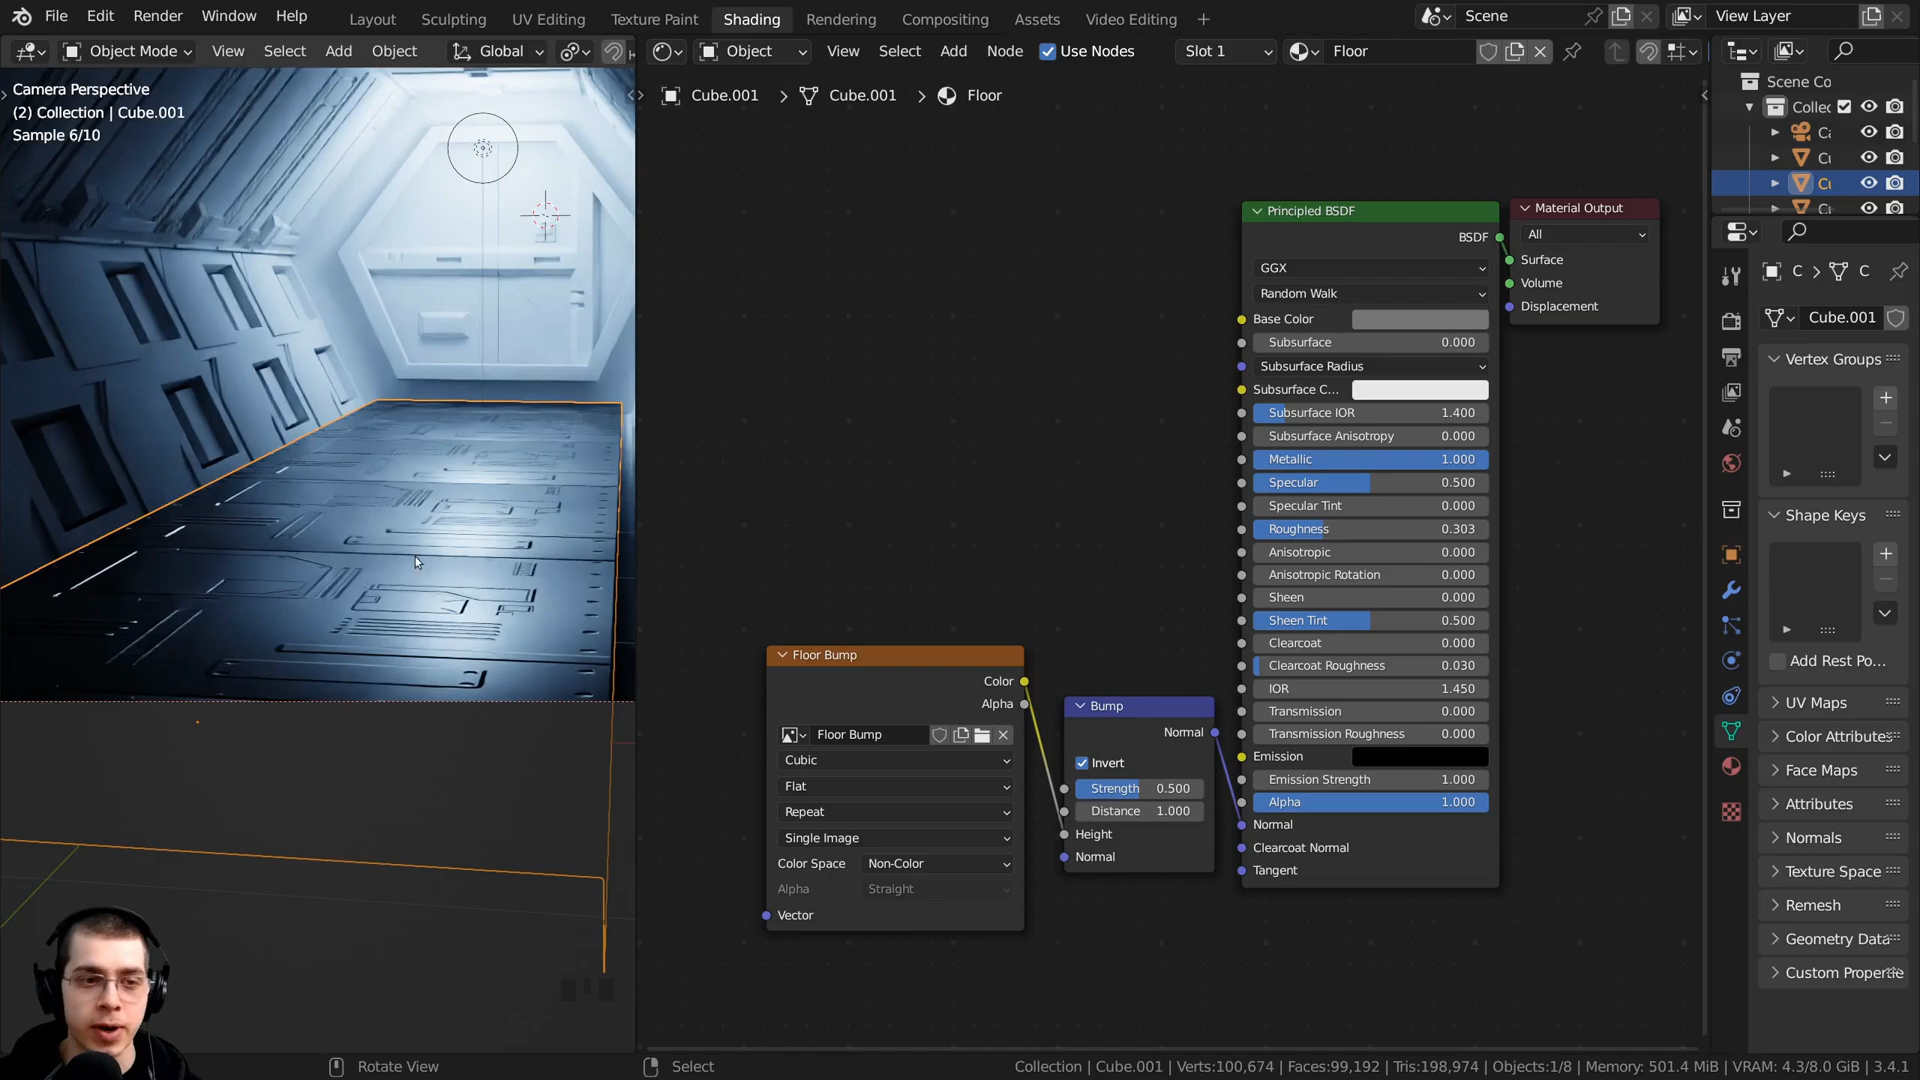 File Edit Render Window Help Layout Sculpting UV Editing Texture Paint Shading Rendering Compositing Assets Video Editing + Scene View Layer
Object Mode View Select Add Object Global Object View Select Add Node Use Nodes Slot 1 Floor
Camera Perspective
(2) Collection | Cube.001
Sample 6/10
Cube.001 > Cube.001 > Floor
Scene Co
Collec
C > C
Cube.001
Vertex Groups
Shape Keys
Add Rest Po...
UV Maps
Color Attributes
Face Maps
Attributes
Normals
Texture Space
Remesh
Geometry Data
Custom Propertie
Principled BSDF
BSDF
GGX
Random Walk
Base Color
Subsurface 0.000
Subsurface Radius
Subsurface C...
Subsurface IOR 1.400
Subsurface Anisotropy 0.000
Metallic 1.000
Specular 0.500
Specular Tint 0.000
Roughness 0.303
Anisotropic 0.000
Anisotropic Rotation 0.000
Sheen 0.000
Sheen Tint 0.500
Clearcoat 0.000
Clearcoat Roughness 0.030
IOR 1.450
Transmission 0.000
Transmission Roughness 0.000
Emission
Emission Strength 1.000
Alpha 1.000
Normal
Clearcoat Normal
Tangent
Material Output
All
Surface
Volume
Displacement
Floor Bump
Color
Alpha
Floor Bump
Cubic
Flat
Repeat
Single Image
Color Space Non-Color
Alpha Straight
Vector
Bump
Normal
Invert
Strength 0.500
Distance 1.000
Height
Normal
Rotate View Select Collection | Cube.001 | Verts:100,674 | Faces:99,192 | Tris:198,974 | Objects:1/8 | Memory: 501.4 MiB | VRAM: 4.3/8.0 GiB | 3.4.1